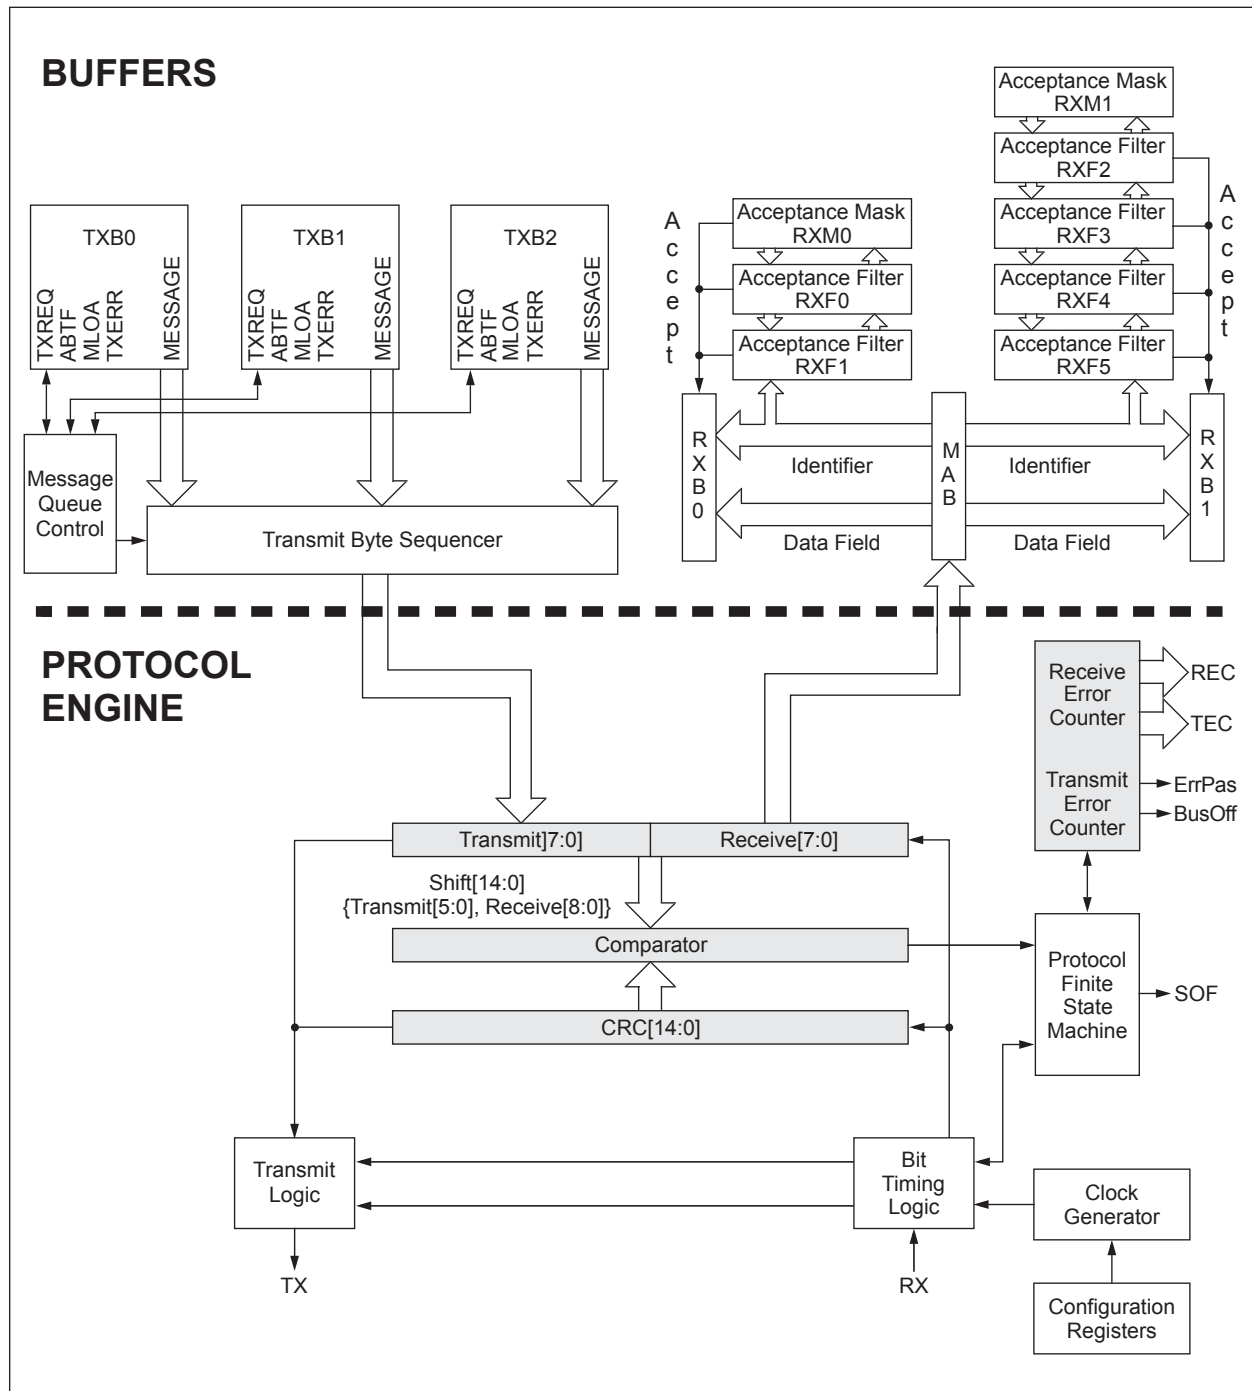 BUFFERS
Acceptance Mask
RXM1
Acceptance Filter
RXF2
Acceptance Filter
RXF3
Acceptance Filter
RXF4
Acceptance Filter
RXF5
Accept
Acceptance Mask
RXM0
Acceptance Filter
RXF0
Acceptance Filter
RXF1
Accept
TXB0
TXREQ
ABTF
MLOA
TXERR
MESSAGE
TXB1
TXREQ
ABTF
MLOA
TXERR
MESSAGE
TXB2
TXREQ
ABTF
MLOA
TXERR
MESSAGE
Message
Queue
Control
Transmit Byte Sequencer
RXB0
Identifier
Data Field
MAB
Identifier
Data Field
RXB1
PROTOCOL
ENGINE
Receive
Error
Counter
REC
TEC
Transmit
Error
Counter
ErrPas
BusOff
Transmit]7:0]
Receive[7:0]
Shift[14:0]
{Transmit[5:0], Receive[8:0]}
Comparator
CRC[14:0]
Protocol
Finite
State
Machine
SOF
Transmit
Logic
Bit
Timing
Logic
Clock
Generator
TX
RX
Configuration
Registers